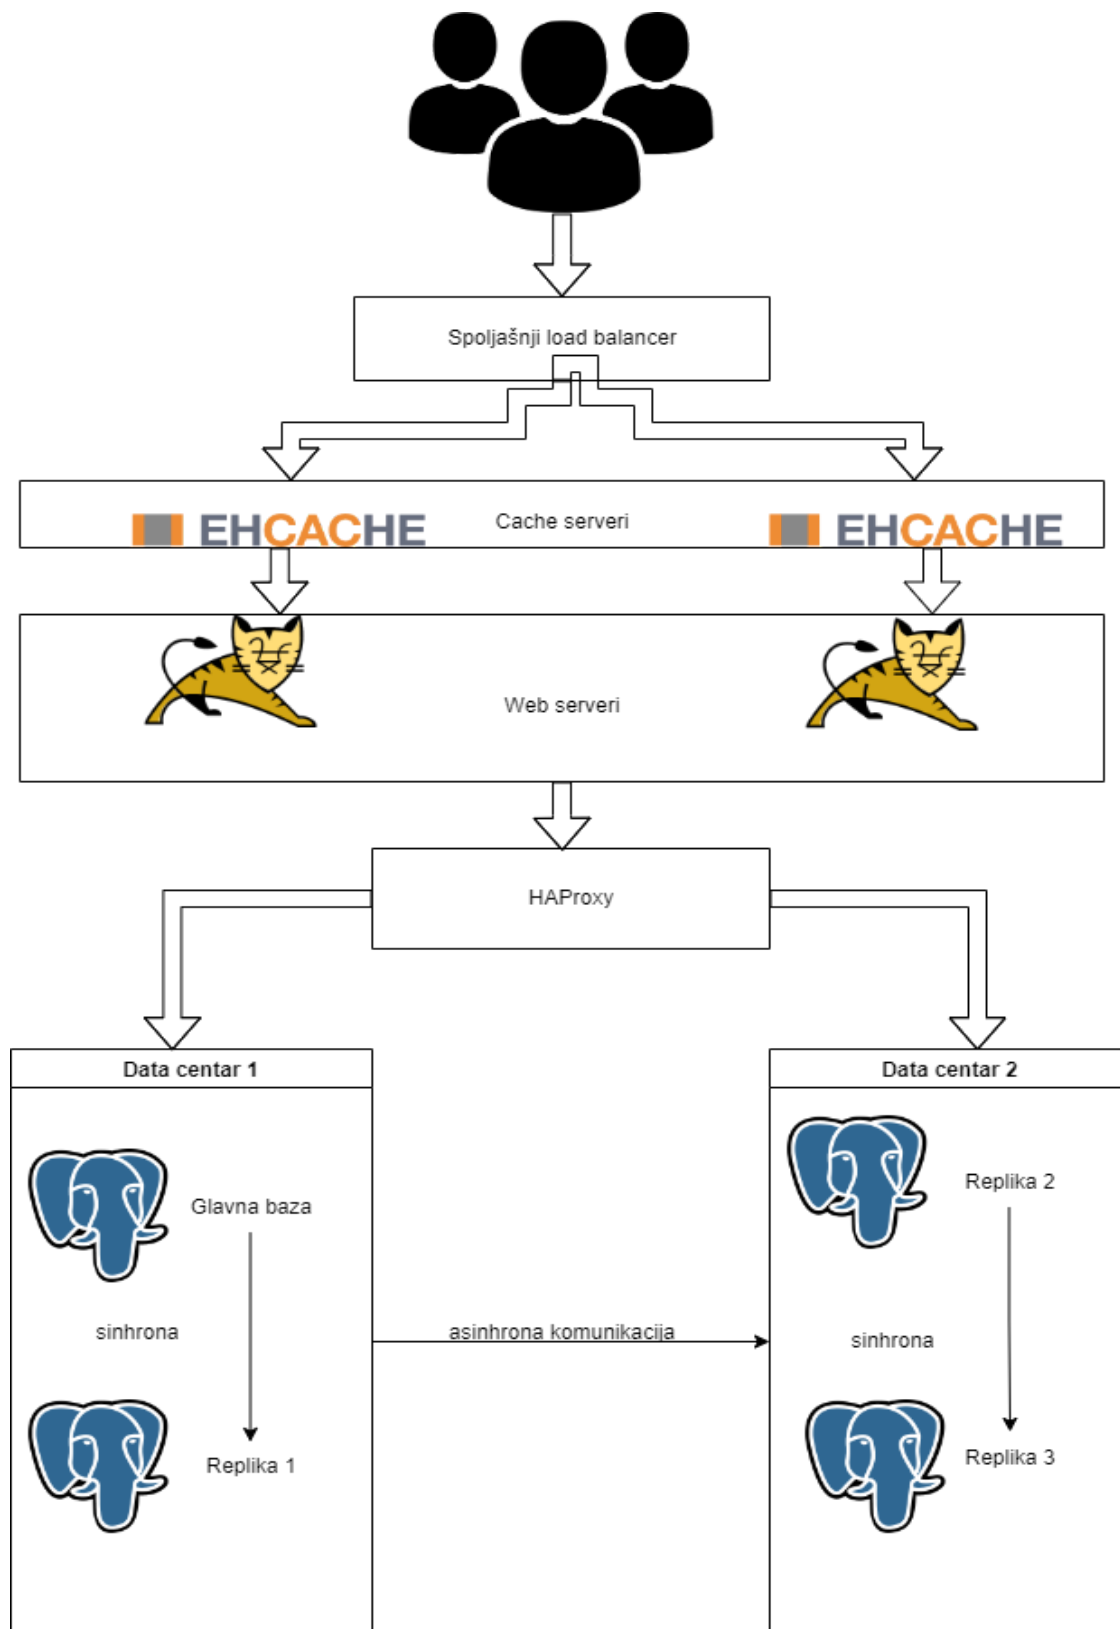 Spoljašnji load balancer
EHCACHE
Cache serveri
EHCACHE
Web serveri
HAProxy
Data centar 1
Data centar 2
Glavna baza
sinhrona
Replika 1
asinhrona komunikacija
Replika 2
sinhrona
Replika 3